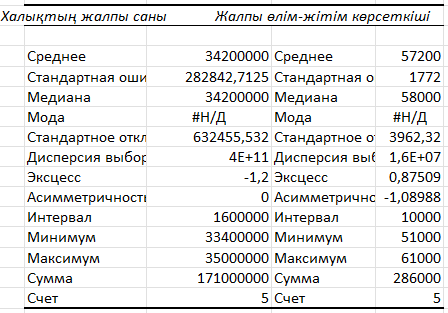 Халықтың жалпы саны Жалпы өлім-жітім көрсеткіші
Среднее 34200000 Среднее 57200
Стандартная оши 282842,7125 Стандартная о 1772
Медиана 34200000 Медиана 58000
Мода #Н/Д Мода #Н/Д
Стандартное откл 632455,532 Стандартное от 3962,32
Дисперсия выбор 4E+11 Дисперсия выб 1,6E+07
Эксцесс -1,2 Эксцесс 0,87509
Асимметричность 0 Асимметрично -1,08988
Интервал 1600000 Интервал 10000
Минимум 33400000 Минимум 51000
Максимум 35000000 Максимум 61000
Сумма 171000000 Сумма 286000
Счет 5 Счет 5